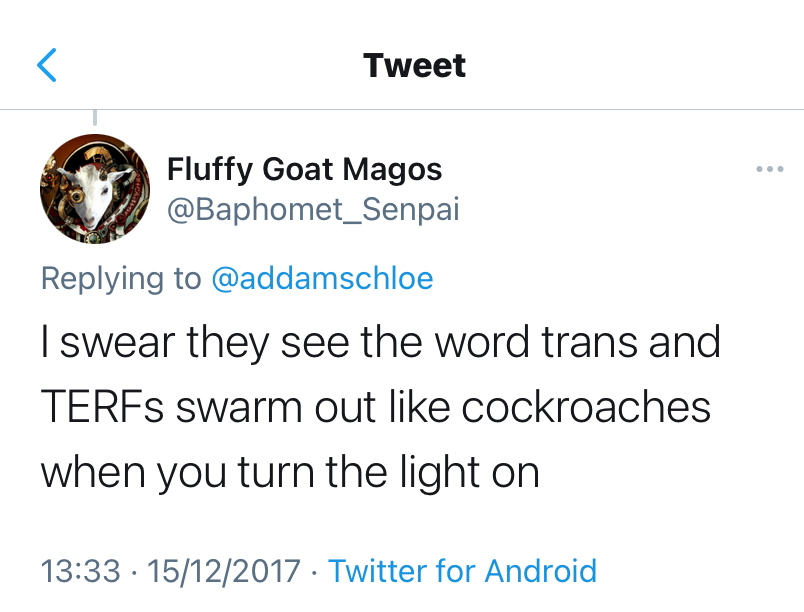 Tweet
Fluffy Goat Magos
@Baphomet_Senpai
Replying to @addamschloe
I swear they see the word trans and
TERFs swarm out like cockroaches
when you turn the light on
13:33 · 15/12/2017 · Twitter for Android